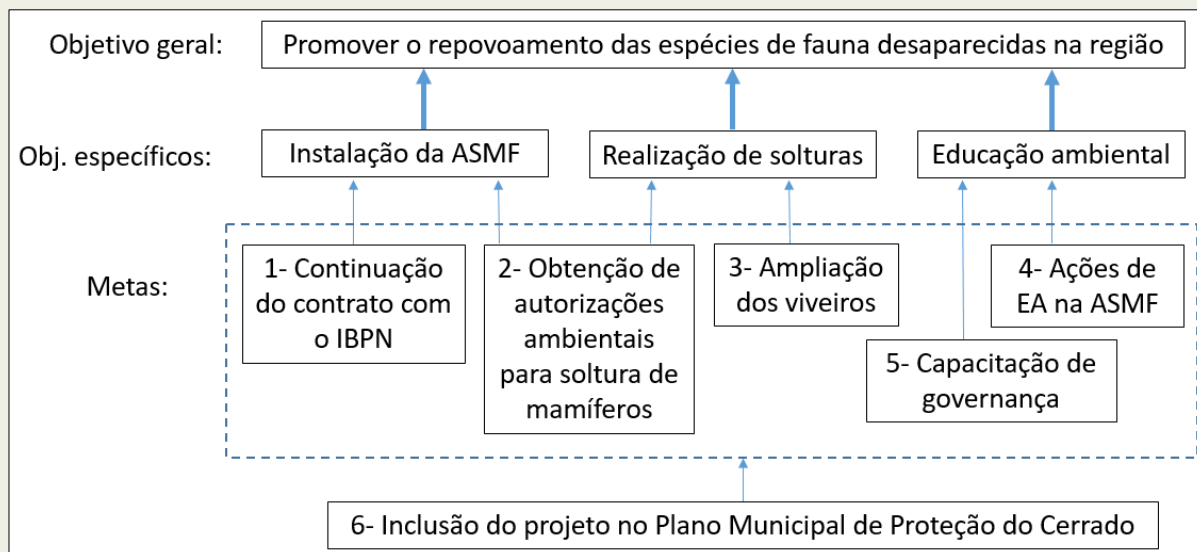 Objetivo geral:
Promover o repovoamento das espécies de fauna desaparecidas na região
Obj. específicos:
Instalação da ASMF
Realização de solturas
Educação ambiental
Metas:
1- Continuação
do contrato com
o IBPN
2- Obtenção de
autorizações
ambientais
para soltura de
mamíferos
3- Ampliação
dos viveiros
4- Ações de
EA na ASMF
5- Capacitação de
governança
6- Inclusão do projeto no Plano Municipal de Proteção do Cerrado